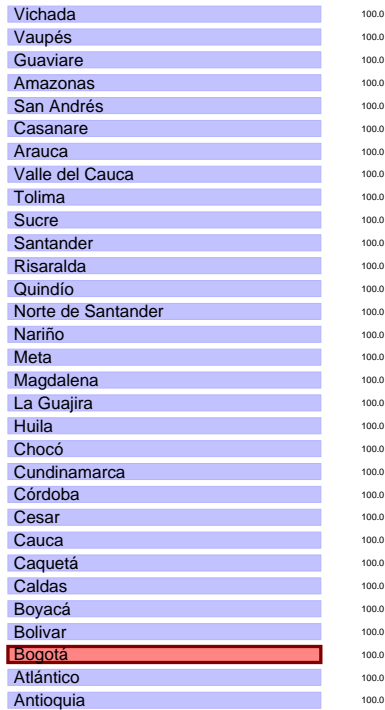 Vichada 100.0
Vaupés 100.0
Guaviare 100.0
Amazonas 100.0
San Andrés 100.0
Casanare 100.0
Arauca 100.0
Valle del Cauca 100.0
Tolima 100.0
Sucre 100.0
Santander 100.0
Risaralda 100.0
Quindío 100.0
Norte de Santander 100.0
Nariño 100.0
Meta 100.0
Magdalena 100.0
La Guajira 100.0
Huila 100.0
Chocó 100.0
Cundinamarca 100.0
Córdoba 100.0
Cesar 100.0
Cauca 100.0
Caquetá 100.0
Caldas 100.0
Boyacá 100.0
Bolivar 100.0
Bogotá 100.0
Atlántico 100.0
Antioquia 100.0